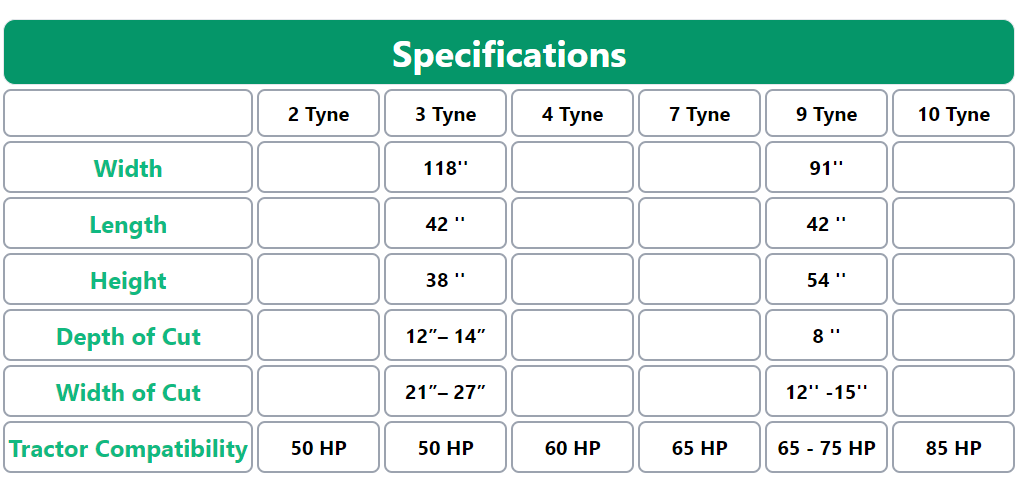 Specifications
2 Tyne 3 Tyne 4 Tyne 7 Tyne 9 Tyne 10 Tyne
Width 118'' 91''
Length 42 '' 42 ''
Height 38 '' 54 ''
Depth of Cut 12”– 14” 8 ''
Width of Cut 21”– 27” 12'' -15''
Tractor Compatibility 50 HP 50 HP 60 HP 65 HP 65 - 75 HP 85 HP